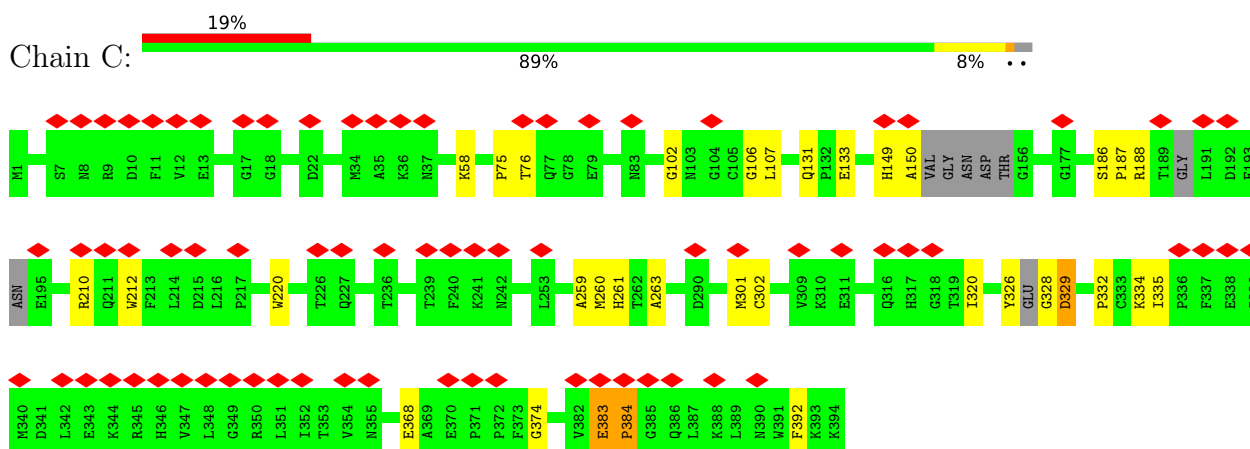 19%
Chain C:
89% 8% • •
M1 S7 N8 R9 D10 F11 V12 E13 G17 G18 D22 M34 A35 K36 N37 K58 P75 T76 Q77 G78 E79 N83 G102 N103 G104 C105 G106 L107 Q131 P132 E133 H149 A150 VAL GLY ASN ASP THR G156 G177 S186 P187 R188 T189 GLY L191 D192 E193
ASN E195 R210 Q211 W212 F213 L214 D215 L216 P217 W220 T226 Q227 T236 T239 F240 K241 N242 L253 A259 M260 H261 T262 A263 D290 M301 C302 V309 K310 E311 Q316 H317 G318 T319 I320 Y326 GLU G328 D329 P332 C333 K334 I335 P336 F337 E338
M340 D341 L342 E343 K344 R345 H346 V347 L348 G349 R350 L351 I352 T353 V354 N355 E368 A369 E370 P371 P372 F373 G374 V382 E383 P384 G385 Q386 L387 K388 L389 N390 W391 F392 K393 K394